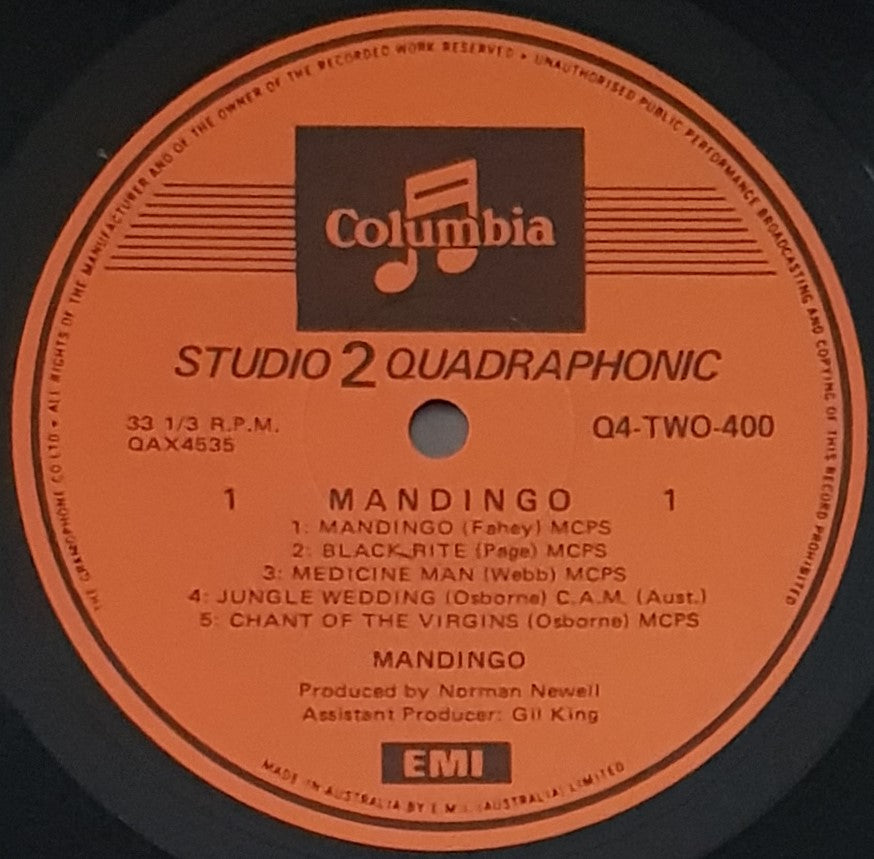 THE GRAMOPHONE CO LTD • ALL RIGHTS OF THE MANUFACTURER AND OF THE OWNER OF THE RECORDED WORK RESERVED • UNAUTHORISED PUBLIC PERFORMANCE BROADCASTING AND COPYING OF THIS RECORD PROHIBITED
Columbia
STUDIO 2 QUADRAPHONIC
33 1/3 R.P.M.
Q4-TWO-400
QAX4535
1 MANDINGO 1
1: MANDINGO (Fahey) MCPS
2: BLACK RITE (Page) MCPS
3: MEDICINE MAN (Webb) MCPS
4: JUNGLE WEDDING (Osborne) C.A.M. (Aust.)
5: CHANT OF THE VIRGINS (Osborne) MCPS
MANDINGO
Produced by Norman Newell
Assistant Producer: Gil King
EMI
MADE IN AUSTRALIA BY E.M.I. (AUSTRALIA) LIMITED